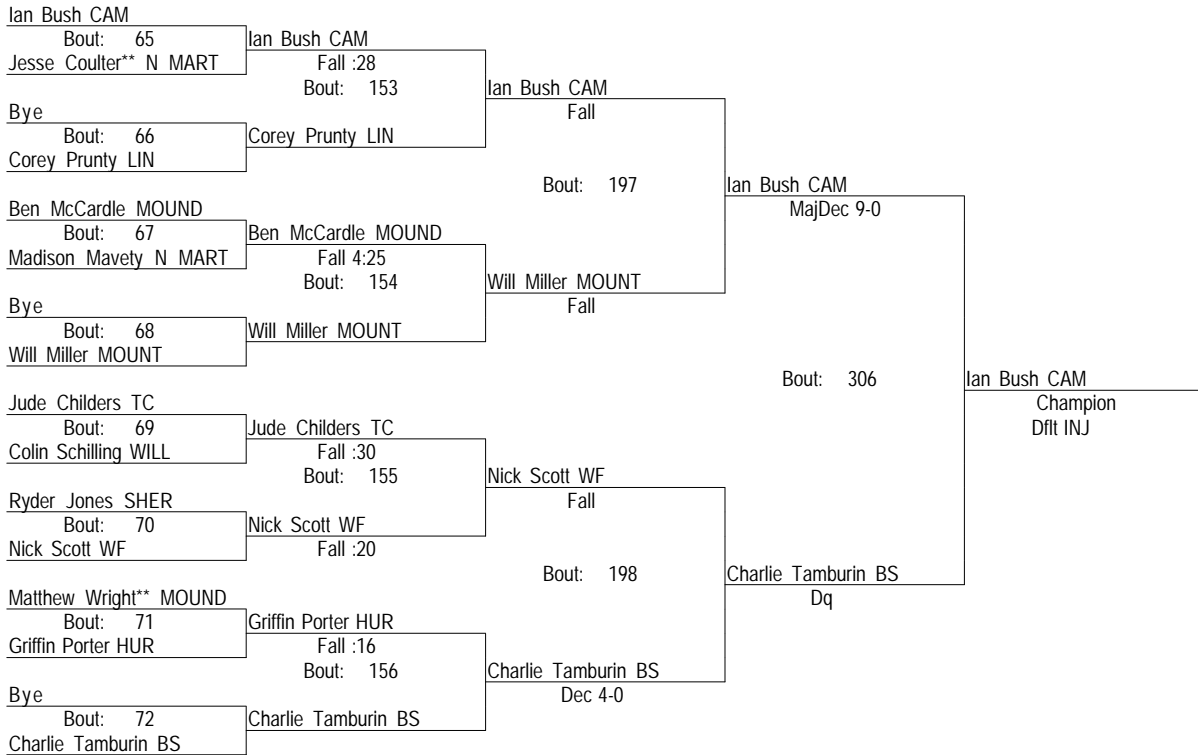 Ian Bush CAM
Bout: 65
Jesse Coulter** N MART
Bye
Bout: 66
Corey Prunty LIN
Ben McCardle MOUND
Bout: 67
Madison Mavety N MART
Bye
Bout: 68
Will Miller MOUNT
Jude Childers TC
Bout: 69
Colin Schilling WILL
Ryder Jones SHER
Bout: 70
Nick Scott WF
Matthew Wright** MOUND
Bout: 71
Griffin Porter HUR
Bye
Bout: 72
Charlie Tamburin BS
Ian Bush CAM
Fall :28
Bout: 153
Corey Prunty LIN
Ben McCardle MOUND
Fall 4:25
Bout: 154
Will Miller MOUNT
Jude Childers TC
Fall :30
Bout: 155
Nick Scott WF
Fall :20
Griffin Porter HUR
Fall :16
Bout: 156
Charlie Tamburin BS
Ian Bush CAM
Fall
Bout: 197
Will Miller MOUNT
Fall
Nick Scott WF
Fall
Bout: 198
Charlie Tamburin BS
Dec 4-0
Ian Bush CAM
MajDec 9-0
Bout: 306
Charlie Tamburin BS
Dq
Ian Bush CAM
Champion
Dflt INJ